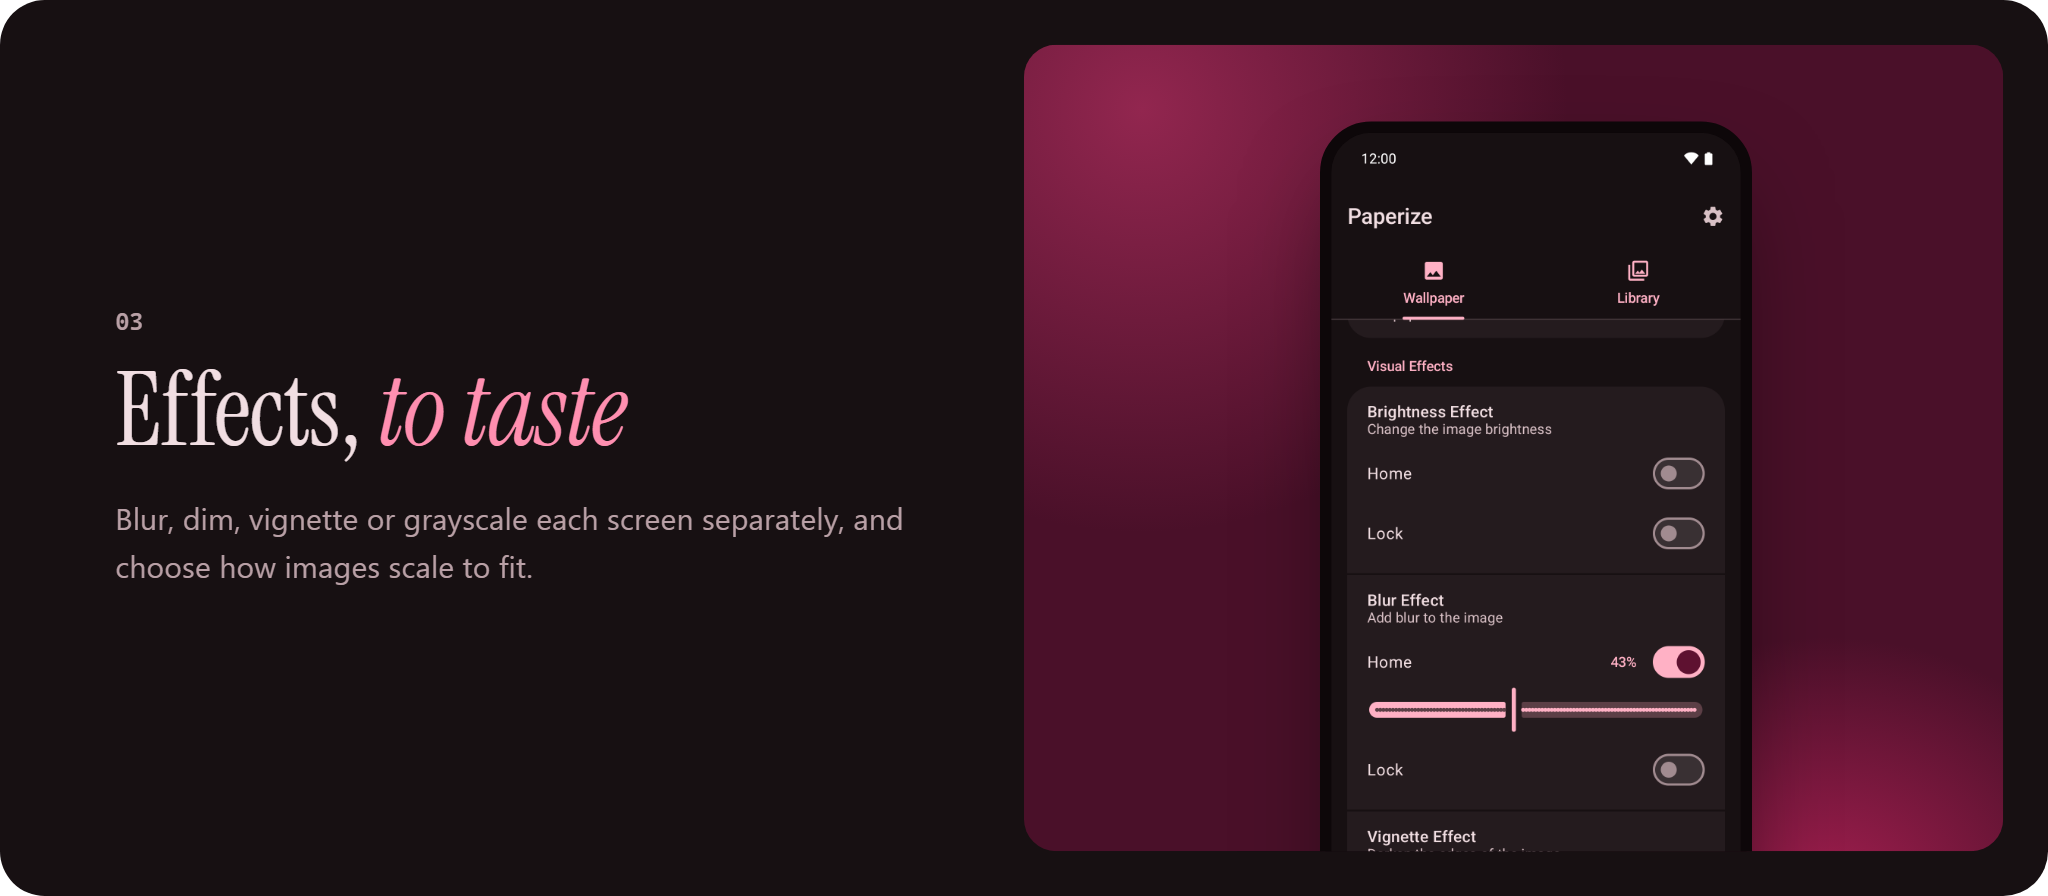 03
Effects, to taste
Blur, dim, vignette or grayscale each screen separately, and
choose how images scale to fit.
12:00
Paperize
Wallpaper
Library
Visual Effects
Brightness Effect
Change the image brightness
Home
Lock
Blur Effect
Add blur to the image
Home 43%
Lock
Vignette Effect